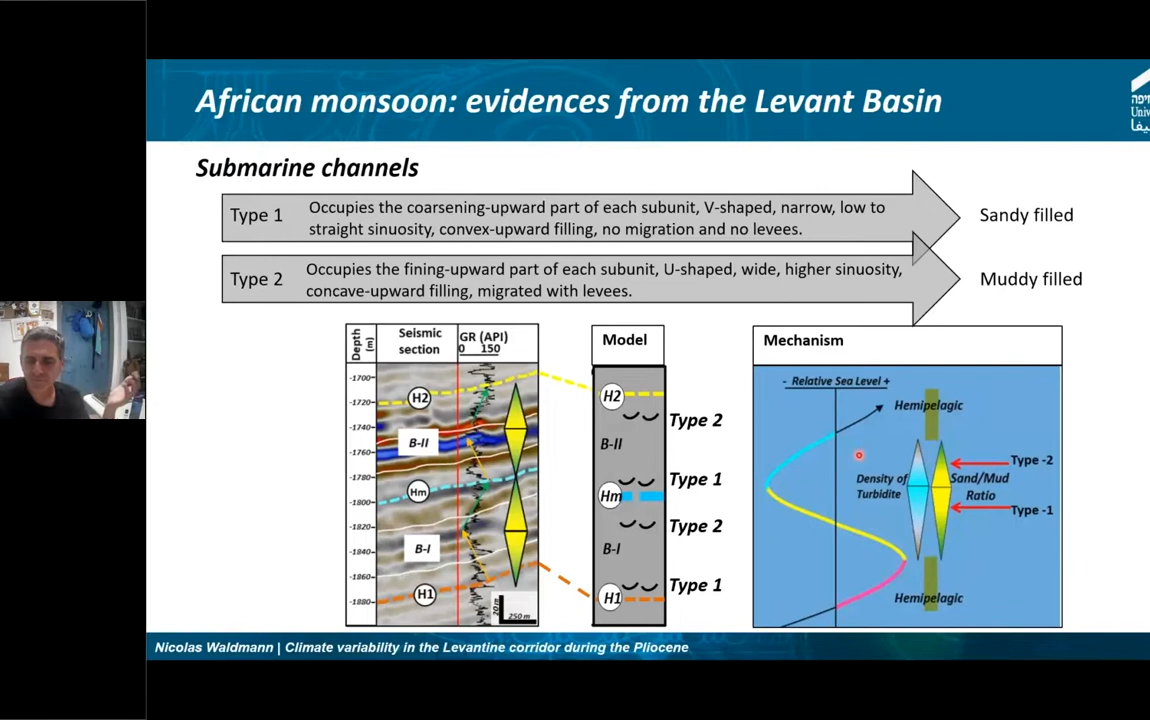 African monsoon: evidences from the Levant Basin
Submarine channels
Type 1
Occupies the coarsening-upward part of each subunit, V-shaped, narrow, low to
straight sinuosity, convex-upward filling, no migration and no levees.
Sandy filled
Type 2
Occupies the fining-upward part of each subunit, U-shaped, wide, higher sinuosity,
concave-upward filling, migrated with levees.
Muddy filled
Depth
(m)
Seismic
section
GR (API)
0 150
-1700
-1720
-1740
-1760
-1780
-1800
-1820
-1840
-1860
-1880
H2
B-II
Hm
B-I
H1
20 m
250 m
Model
H2
Type 2
B-II
Type 1
Hm
Type 2
B-I
Type 1
H1
Mechanism
- Relative Sea Level +
Hemipelagic
Type -2
Density of
Turbidite
Sand/Mud
Ratio
Type -1
Hemipelagic
Nicolas Waldmann | Climate variability in the Levantine corridor during the Pliocene